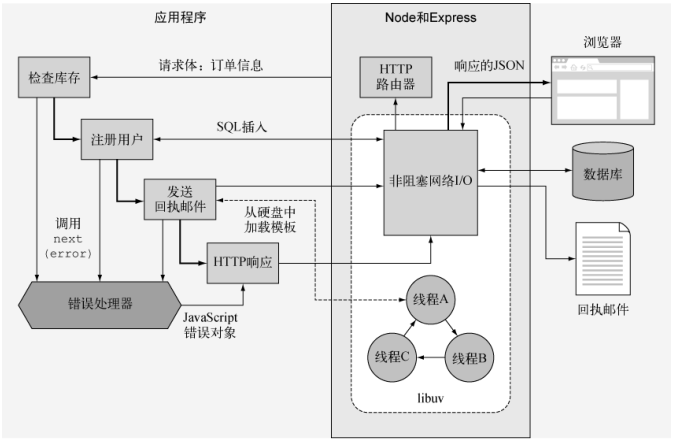 应用程序
Node和Express
浏览器
检查库存
请求体：订单信息
HTTP
路由器
响应的JSON
注册用户
SQL插入
非阻塞网络I/O
数据库
发送
回执邮件
从硬盘中
加载模板
调用
next
(error)
HTTP响应
回执邮件
错误处理器
JavaScript
错误对象
线程A
线程C
线程B
libuv